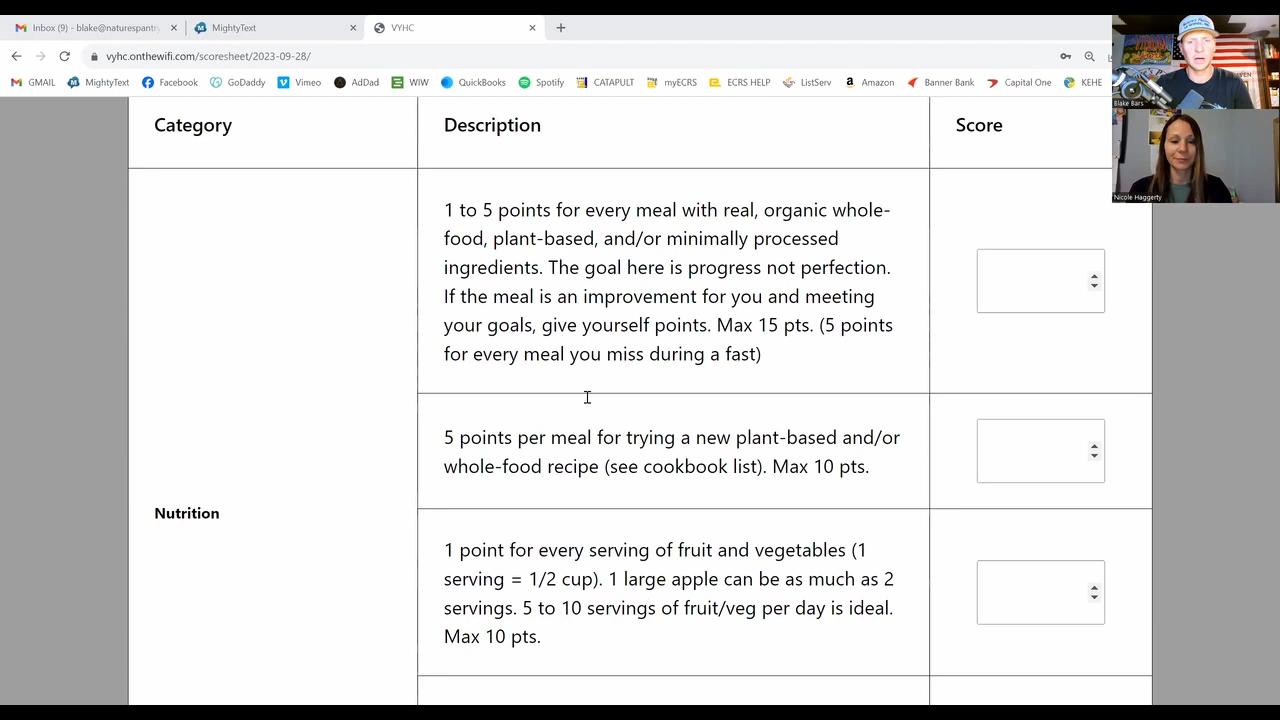 Inbox (9) - blake@naturespantr
MightyText
VYHC
vyhc.onthewifi.com/scoresheet/2023-09-28/
GMAIL MightyText Facebook GoDaddy Vimeo AdDad WIW QuickBooks Spotify CATAPULT myECRS ECRS HELP ListServ Amazon Banner Bank Capital One KEHE
Blake Bars
Nicole Haggerty
Category Description Score
1 to 5 points for every meal with real, organic whole-
food, plant-based, and/or minimally processed
ingredients. The goal here is progress not perfection.
If the meal is an improvement for you and meeting
your goals, give yourself points. Max 15 pts. (5 points
for every meal you miss during a fast)
5 points per meal for trying a new plant-based and/or
whole-food recipe (see cookbook list). Max 10 pts.
Nutrition
1 point for every serving of fruit and vegetables (1
serving = 1/2 cup). 1 large apple can be as much as 2
servings. 5 to 10 servings of fruit/veg per day is ideal.
Max 10 pts.